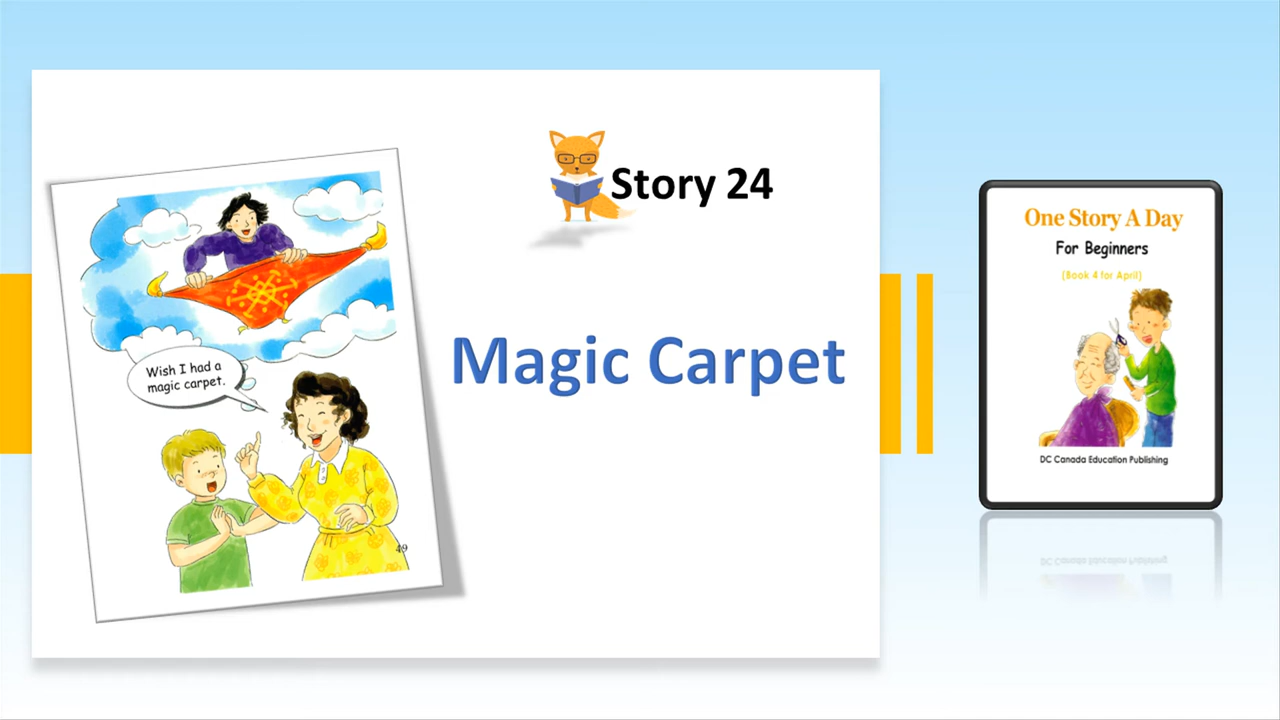 Story 24
Magic Carpet
Wish I had a
magic carpet.
49
One Story A Day
For Beginners
(Book 4 for April)
DC Canada Education Publishing